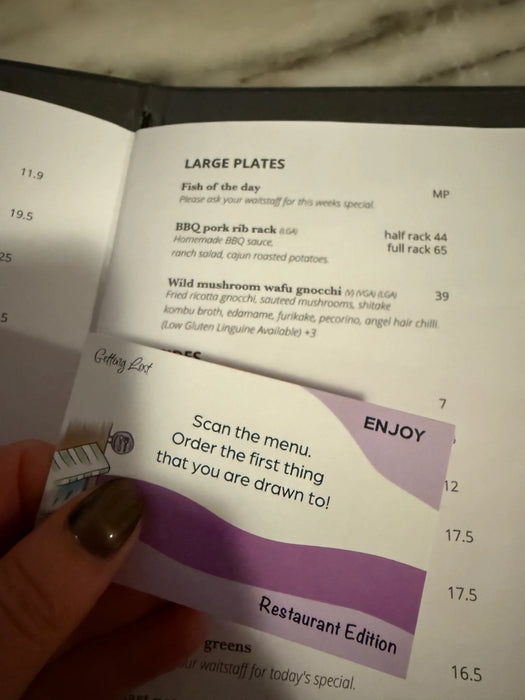 11.9
19.5
25
5
LARGE PLATES
Fish of the day MP
Please ask your waitstaff for this weeks special.
BBQ pork rib rack (LGA) half rack 44
Homemade BBQ sauce, full rack 65
ranch salad, cajun roasted potatoes.
Wild mushroom wafu gnocchi (V) (VGA) (LGA) 39
Fried ricotta gnocchi, sauteed mushrooms, shitake
kombu broth, edamame, furikake, pecorino, angel hair chilli.
(Low Gluten Linguine Available) +3
7
12
17.5
17.5
greens
waitstaff for today's special.
16.5
Getting Lost
ENJOY
Scan the menu.
Order the first thing
that you are drawn to!
Restaurant Edition